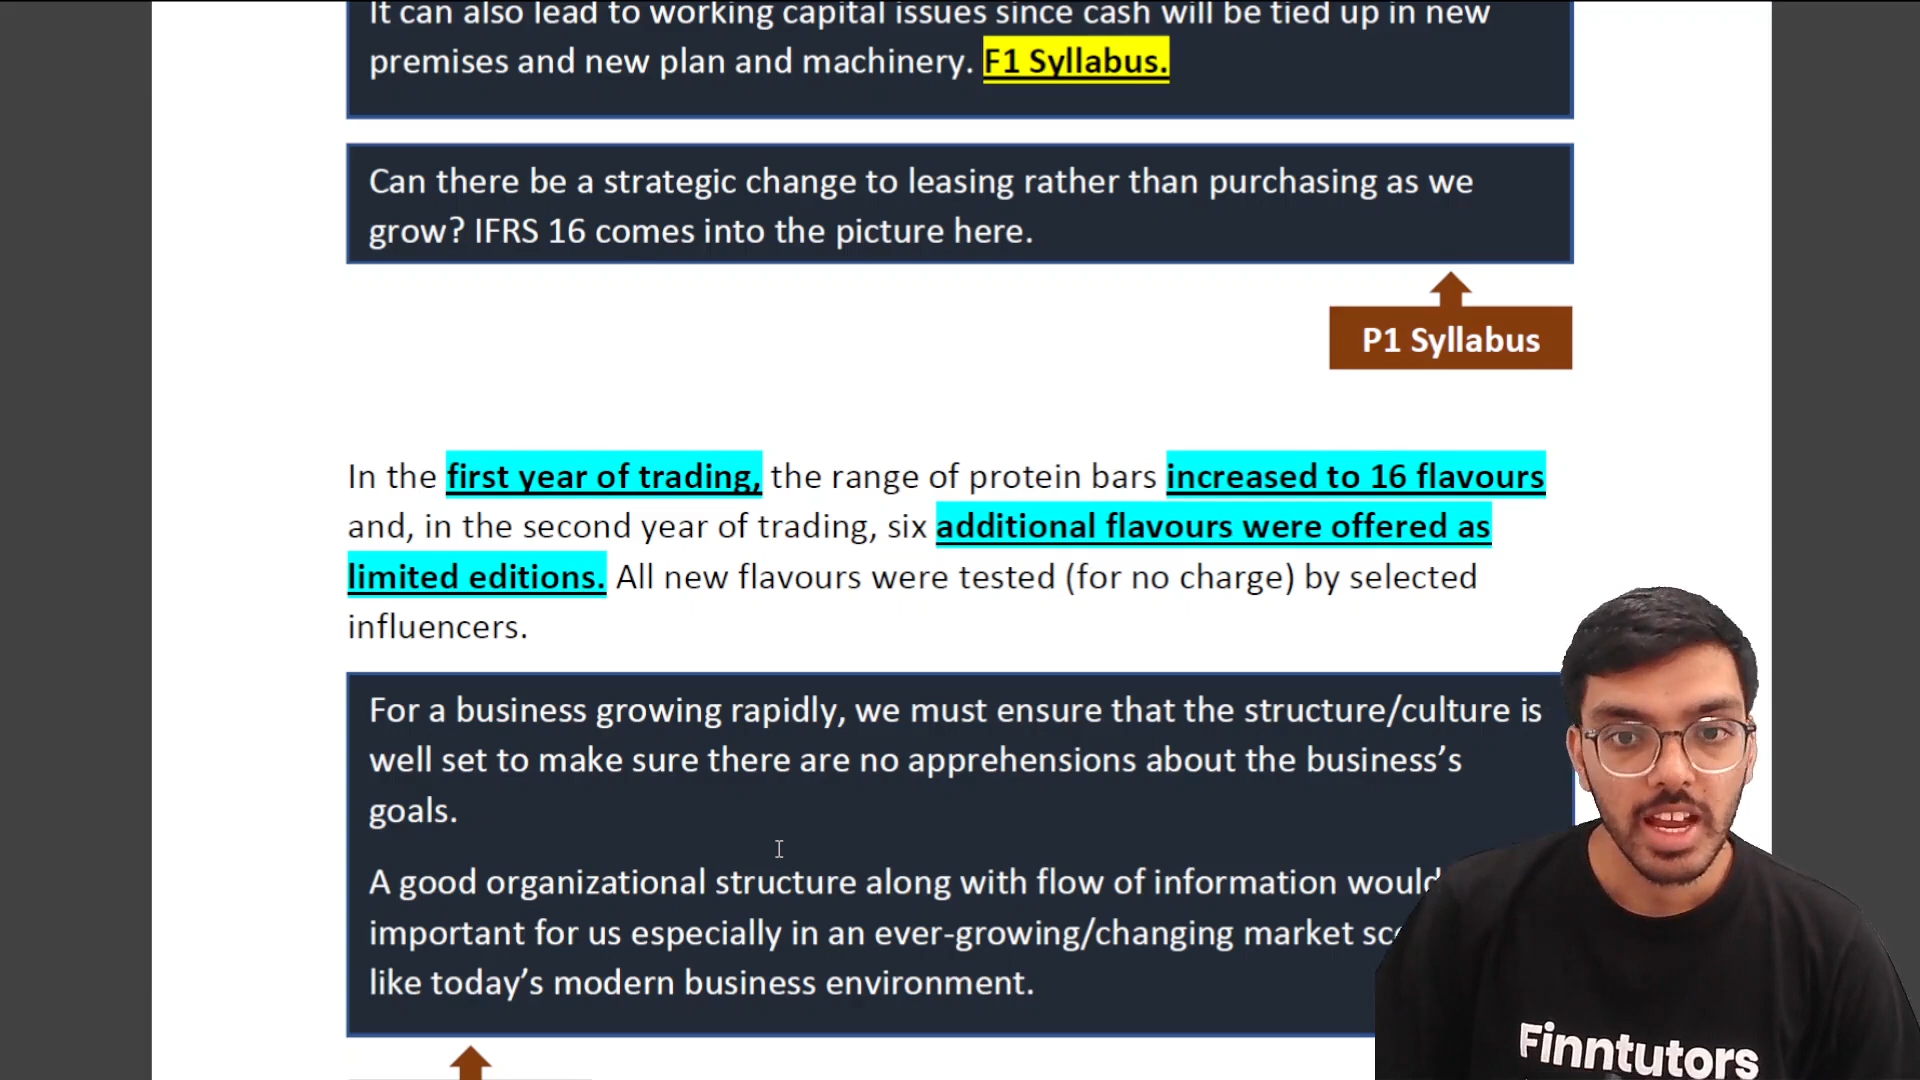 It can also lead to working capital issues since cash will be tied up in new
premises and new plan and machinery. F1 Syllabus.
Can there be a strategic change to leasing rather than purchasing as we
grow? IFRS 16 comes into the picture here.
P1 Syllabus
In the first year of trading, the range of protein bars increased to 16 flavours
and, in the second year of trading, six additional flavours were offered as
limited editions. All new flavours were tested (for no charge) by selected
influencers.
For a business growing rapidly, we must ensure that the structure/culture is
well set to make sure there are no apprehensions about the business’s
goals.
A good organizational structure along with flow of information would
important for us especially in an ever-growing/changing market
like today’s modern business environment.
Finntutors